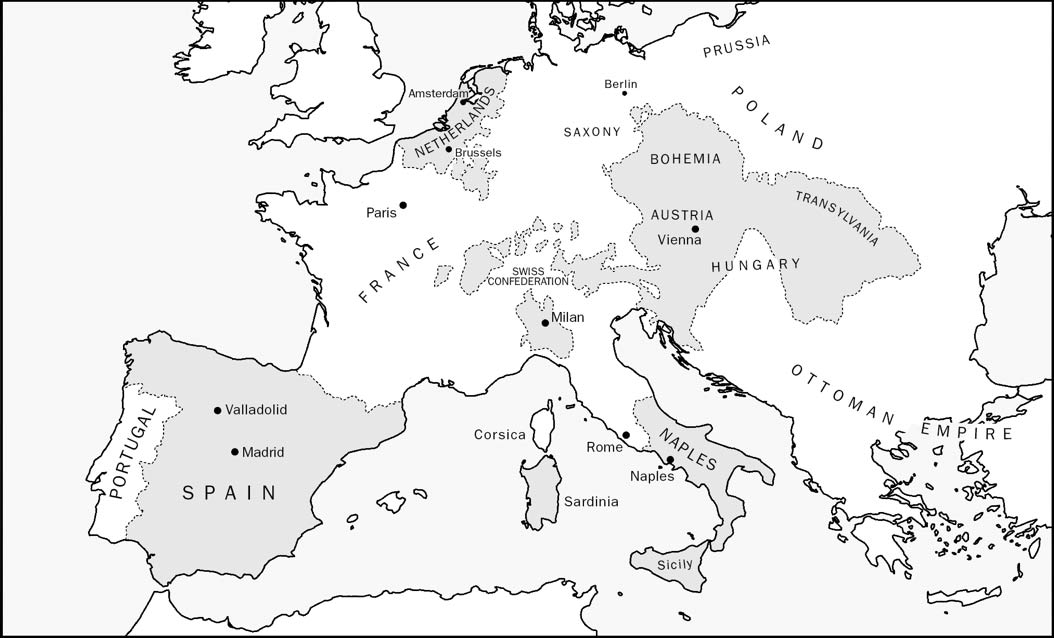 PRUSSIA
Berlin
Amsterdam
POLAND
NETHERLANDS
SAXONY
Brussels
BOHEMIA
TRANSYLVANIA
Paris
AUSTRIA
Vienna
FRANCE
HUNGARY
SWISS
CONFEDERATION
Milan
OTTOMAN EMPIRE
Valladolid
PORTUGAL
Madrid
Corsica
Rome
NAPLES
Naples
SPAIN
Sardinia
Sicily